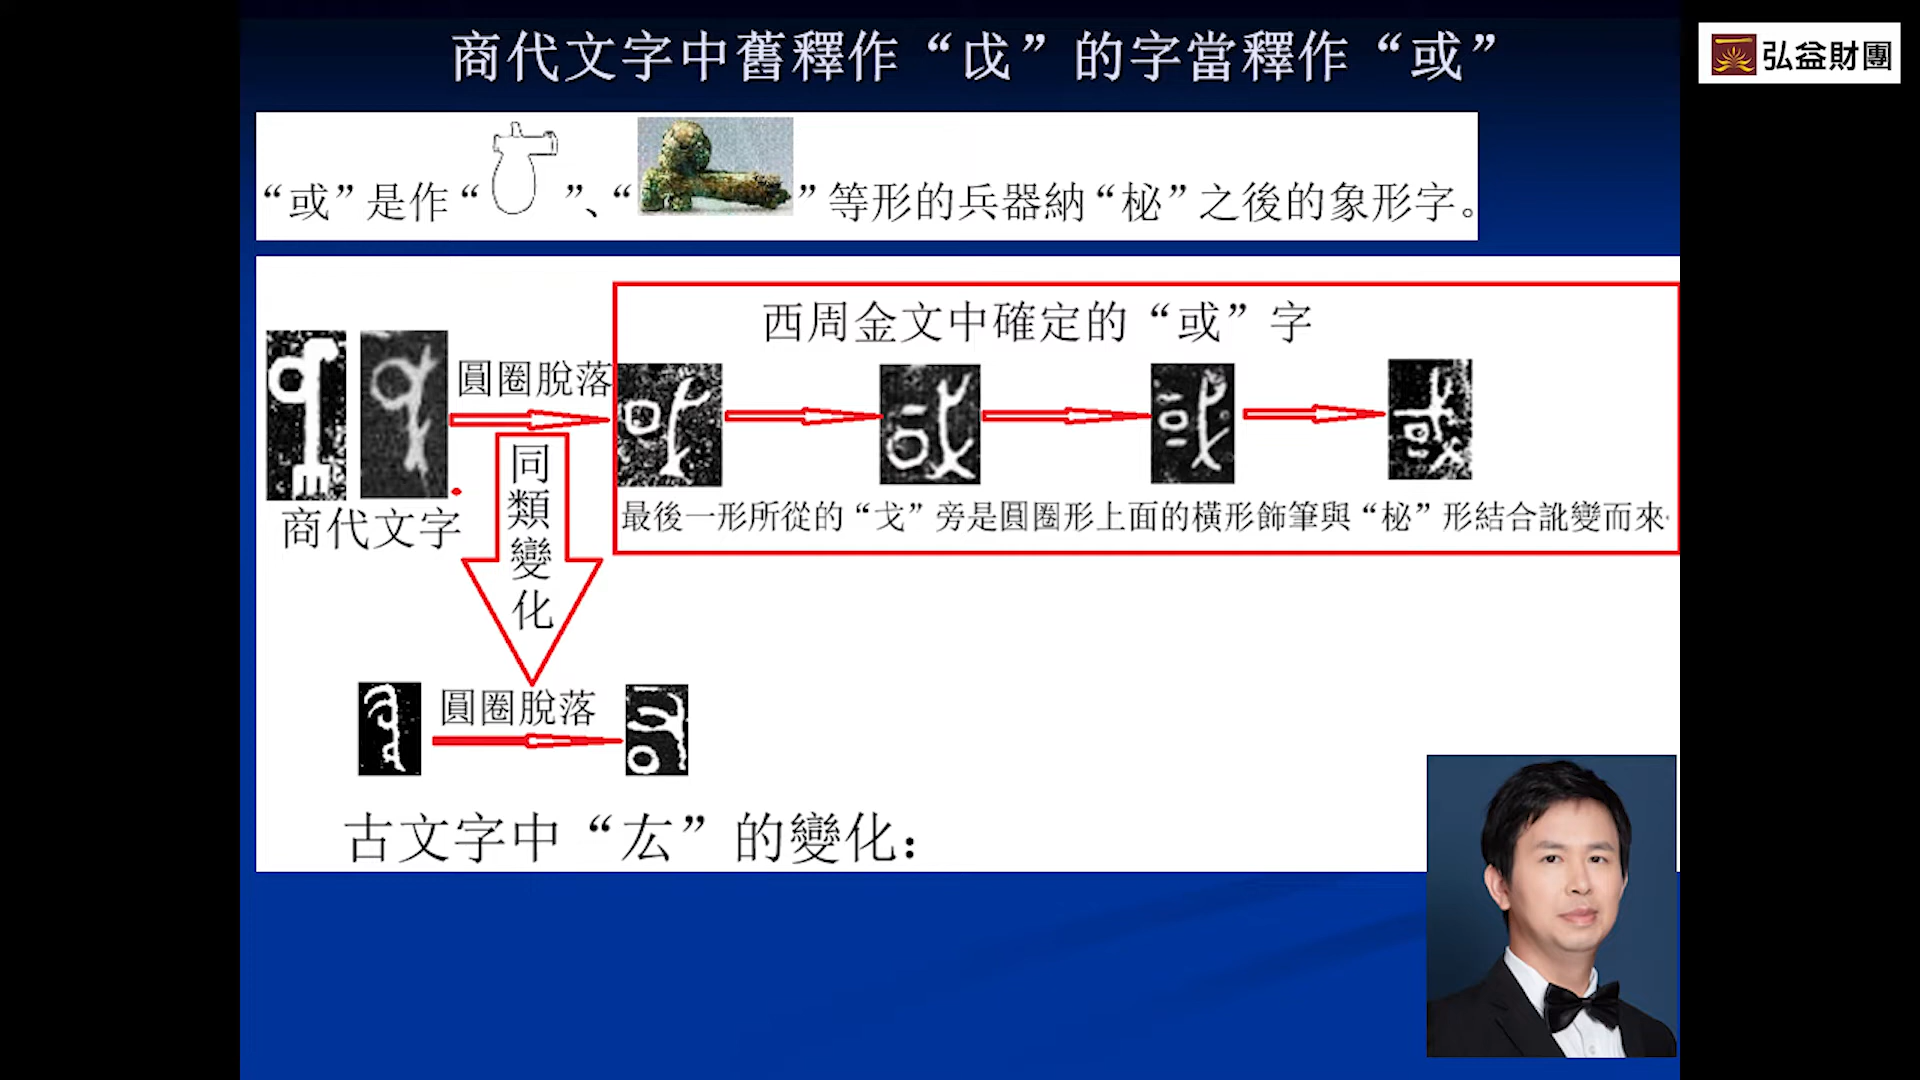 商代文字中舊釋作“戉”的字當釋作“或”
弘益財團
“或”是作“”、“”等形的兵器納“柲”之後的象形字。
西周金文中確定的“或”字
圓圈脫落
同類變化
商代文字
最後一形所從的“戈”旁是圓圈形上面的橫形飾筆與“柲”形結合訛變而來
圓圈脫落
古文字中“厷”的變化：